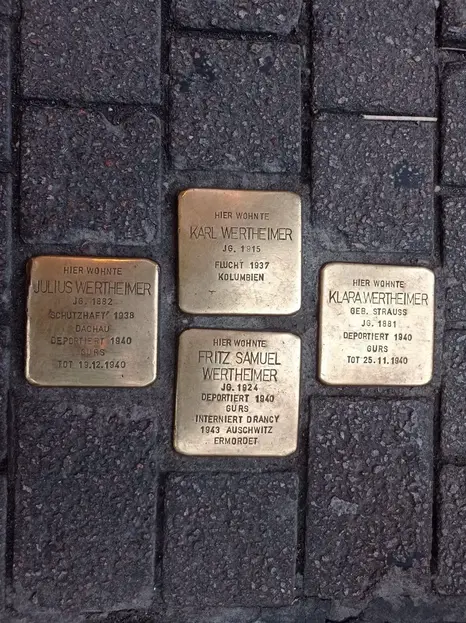 HIER WOHNTE
KARL WERTHEIMER
JG. 1915
FLUCHT 1937
KOLUMBIEN
HIER WOHNTE
JULIUS WERTHEIMER
JG. 1882
"SCHUTZHAFT" 1938
DACHAU
DEPORTIERT 1940
GURS
TOT 19.12.1940
HIER WOHNTE
KLARA WERTHEIMER
GEB. STRAUSS
JG. 1881
DEPORTIERT 1940
GURS
TOT 25.11.1940
HIER WOHNTE
FRITZ SAMUEL
WERTHEIMER
JG. 1924
DEPORTIERT 1940
GURS
INTERNIERT DRANCY
1943 AUSCHWITZ
ERMORDET